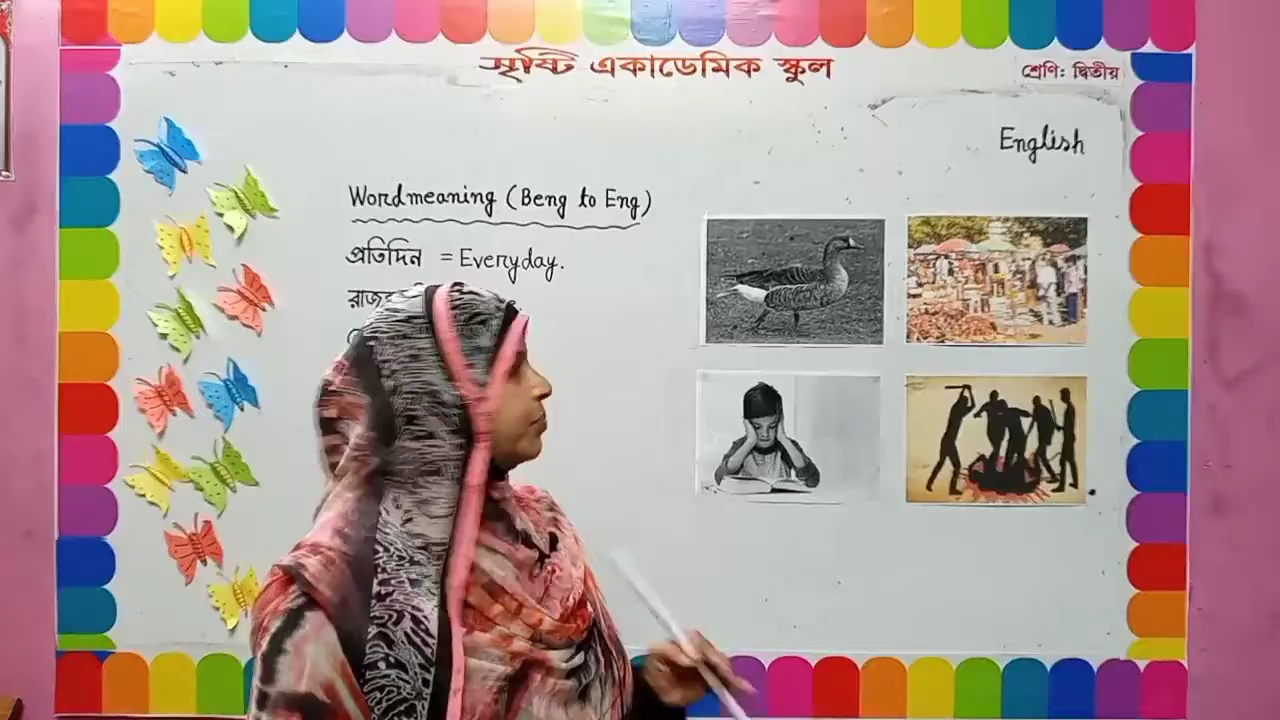 সৃষ্টি একাডেমিক স্কুল
শ্রেণি: দ্বিতীয়
English
Wordmeaning (Beng to Eng)
প্রতিদিন = Everyday.